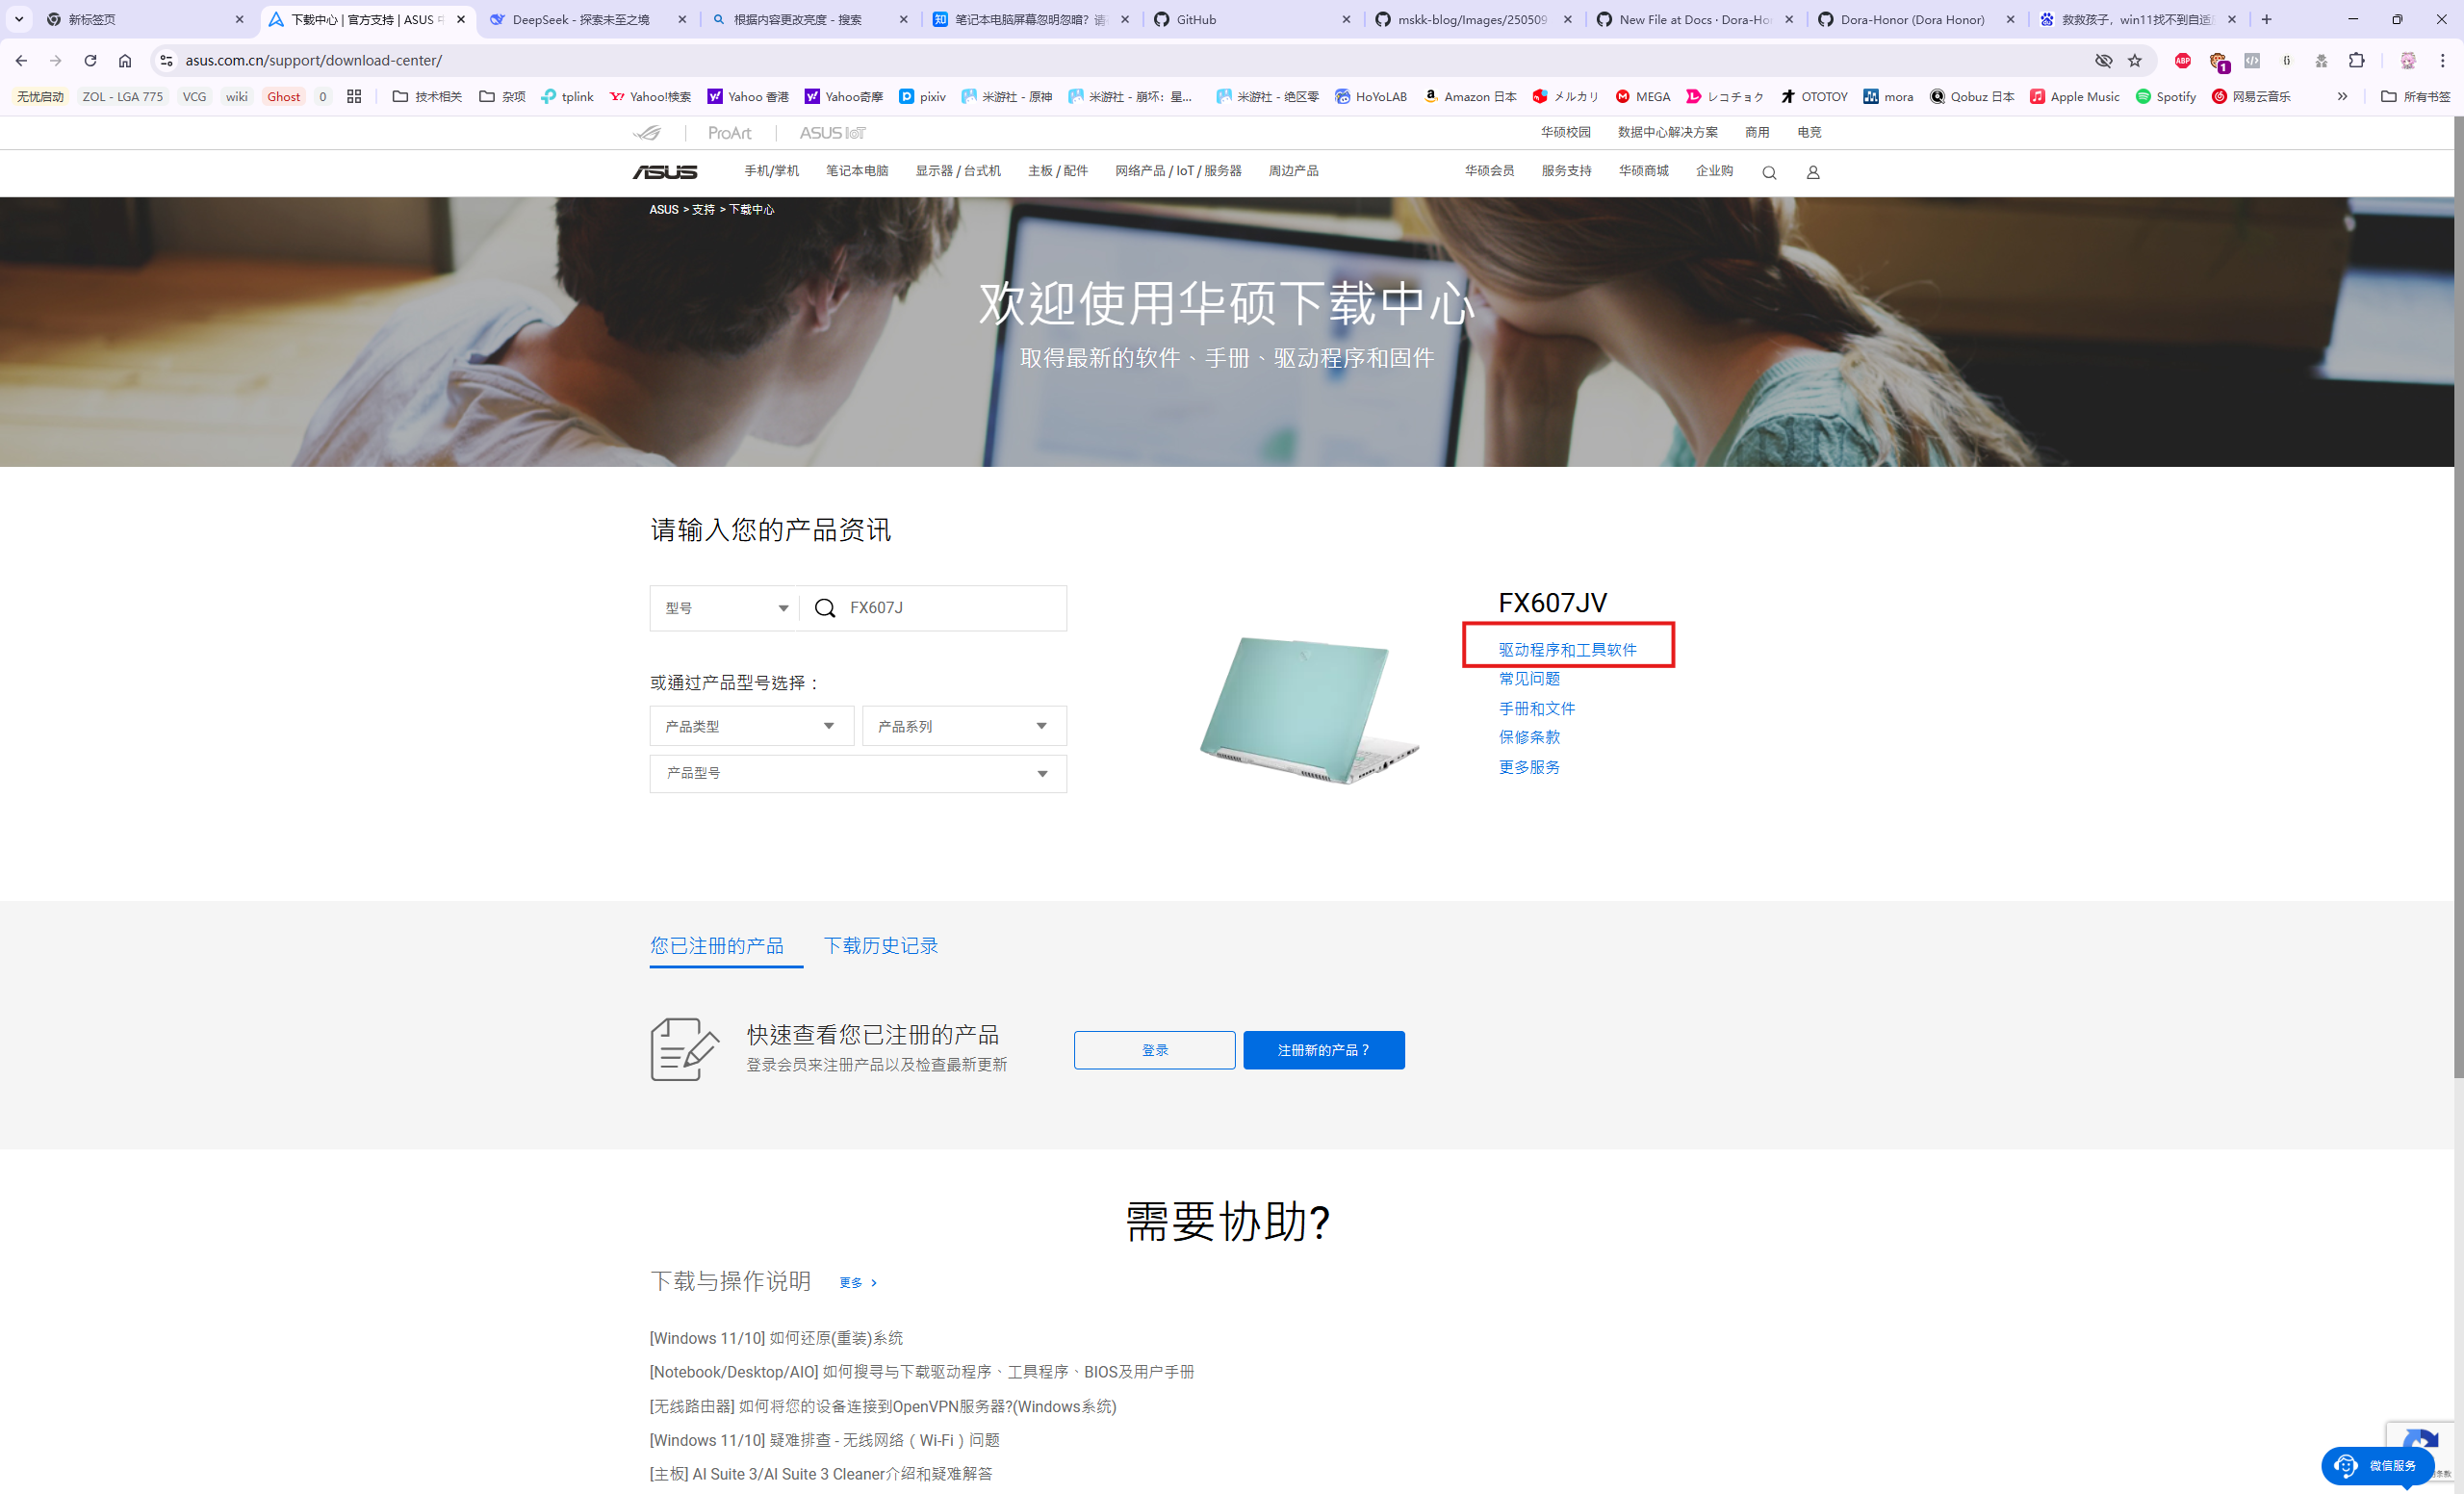 新标签页
下载中心 | 官方支持 | ASUS
DeepSeek - 探索未至之境
根据内容更改亮度 - 搜索
笔记本电脑屏幕忽明忽暗？
GitHub
mskk-blog/Images/250509
New File at Docs · Dora-Ho
Dora-Honor (Dora Honor)
救救孩子，win11找不到自适
asus.com.cn/support/download-center/
ABP
1
无忧启动
ZOL - LGA 775
VCG
wiki
Ghost
0
技术相关
杂项
tplink
Yahoo!検索
Yahoo 香港
Yahoo奇摩
pixiv
米游社 - 原神
米游社 - 崩坏：星...
米游社 - 绝区零
HoYoLAB
Amazon 日本
メルカリ
MEGA
レコチョク
OTOTOY
mora
Qobuz 日本
Apple Music
Spotify
网易云音乐
所有书签
ProArt
ASUS IoT
华硕校园
数据中心解决方案
商用
电竞
ASUS
手机/掌机
笔记本电脑
显示器 / 台式机
主板 / 配件
网络产品 / IoT / 服务器
周边产品
华硕会员
服务支持
华硕商城
企业购
ASUS > 支持 > 下载中心
欢迎使用华硕下载中心
取得最新的软件、手册、驱动程序和固件
请输入您的产品资讯
型号
FX607J
或通过产品型号选择：
产品类型
产品系列
产品型号
FX607JV
驱动程序和工具软件
常见问题
手册和文件
保修条款
更多服务
您已注册的产品
下载历史记录
快速查看您已注册的产品
登录会员来注册产品以及检查最新更新
登录
注册新的产品？
需要协助?
下载与操作说明
更多 >
[Windows 11/10] 如何还原(重装)系统
[Notebook/Desktop/AIO] 如何搜寻与下载驱动程序、工具程序、BIOS及用户手册
[无线路由器] 如何将您的设备连接到OpenVPN服务器?(Windows系统)
[Windows 11/10] 疑难排查 - 无线网络（Wi-Fi）问题
[主板] AI Suite 3/AI Suite 3 Cleaner介绍和疑难解答
微信服务
条款